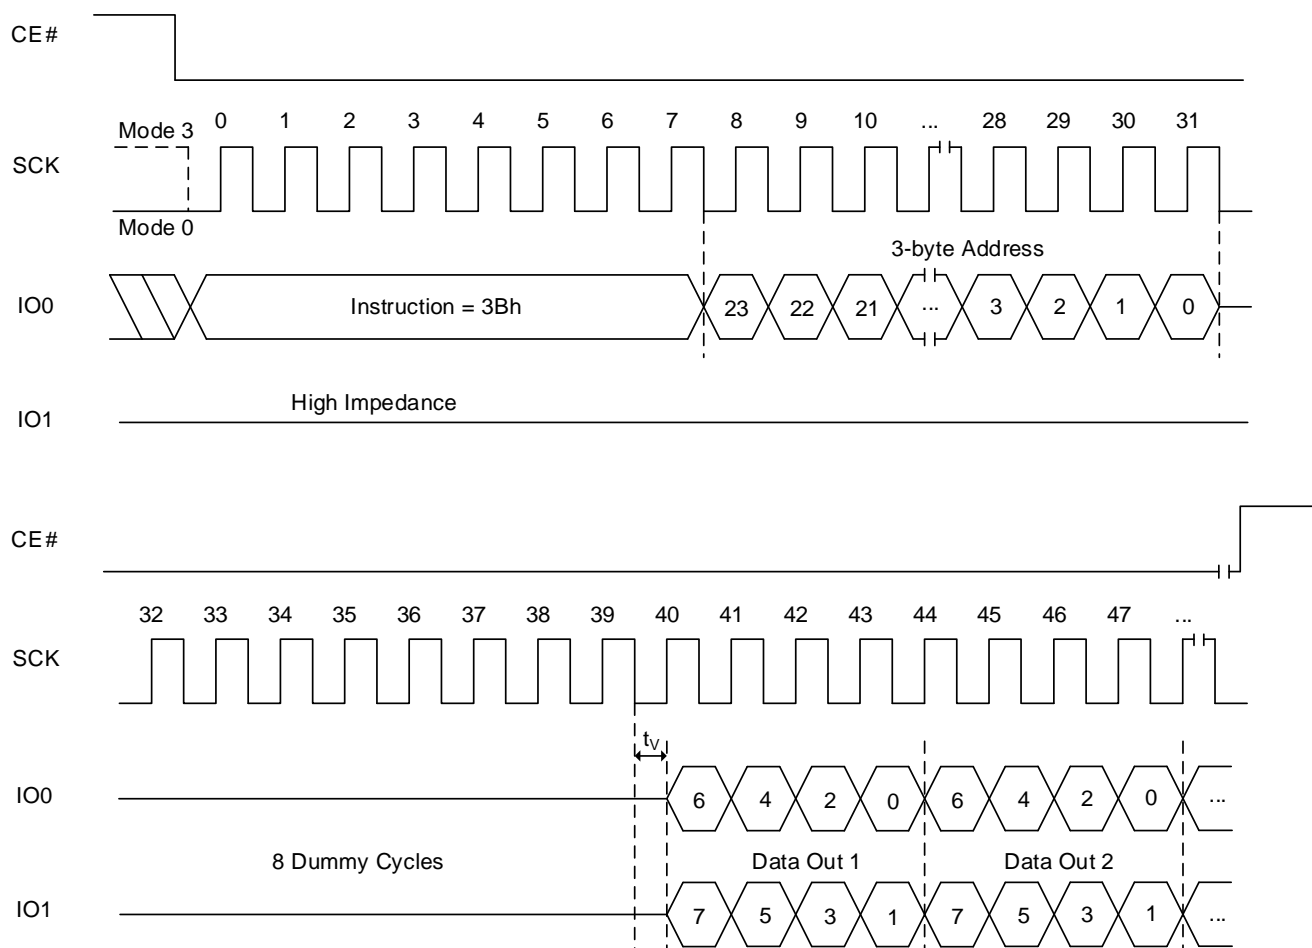 CE#
Mode 3
0 1 2 3 4 5 6 7 8 9 10 ... 28 29 30 31
SCK
Mode 0
3-byte Address
IO0
Instruction = 3Bh
23 22 21 ... 3 2 1 0
High Impedance
IO1
CE#
32 33 34 35 36 37 38 39 40 41 42 43 44 45 46 47 ...
SCK
tV
IO0
6 4 2 0 6 4 2 0 ...
8 Dummy Cycles
Data Out 1
Data Out 2
IO1
7 5 3 1 7 5 3 1 ...